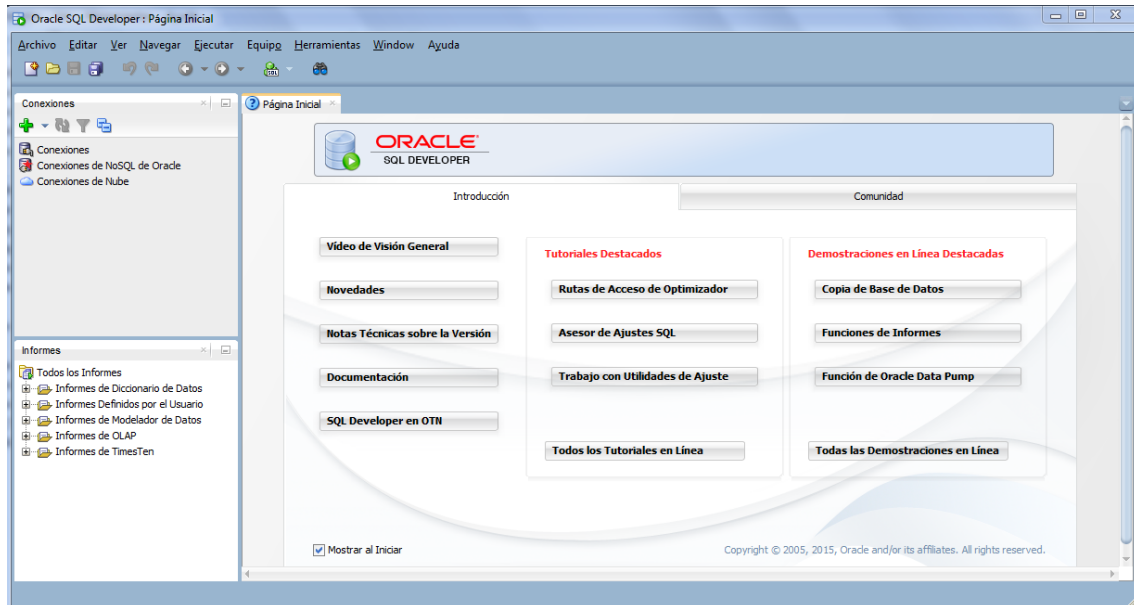 Oracle SQL Developer : Página Inicial
Archivo Editar Ver Navegar Ejecutar Equipo Herramientas Window Ayuda
Conexiones
Conexiones
Conexiones de NoSQL de Oracle
Conexiones de Nube
Informes
Todos los Informes
Informes de Diccionario de Datos
Informes Definidos por el Usuario
Informes de Modelador de Datos
Informes de OLAP
Informes de TimesTen
Página Inicial
ORACLE
SQL DEVELOPER
Introducción
Comunidad
Vídeo de Visión General
Novedades
Notas Técnicas sobre la Versión
Documentación
SQL Developer en OTN
Tutoriales Destacados
Rutas de Acceso de Optimizador
Asesor de Ajustes SQL
Trabajo con Utilidades de Ajuste
Todos los Tutoriales en Línea
Demostraciones en Línea Destacadas
Copia de Base de Datos
Funciones de Informes
Función de Oracle Data Pump
Todas las Demostraciones en Línea
Mostrar al Iniciar
Copyright © 2005, 2015, Oracle and/or its affiliates. All rights reserved.